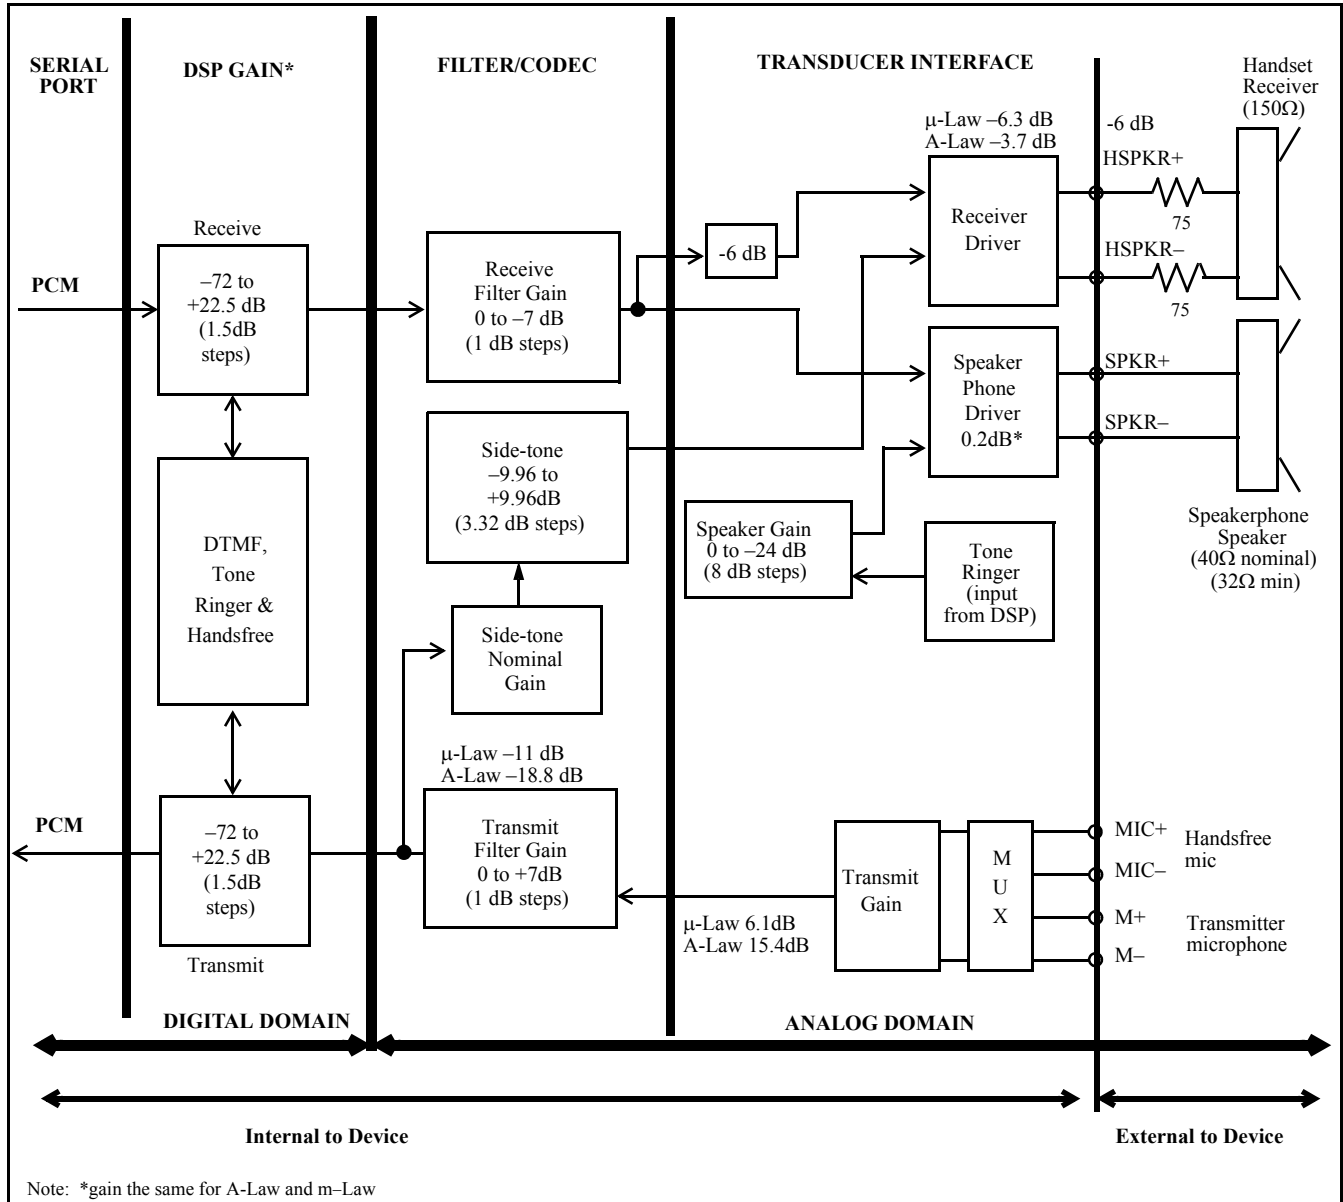 SERIAL
PORT
DSP GAIN*
FILTER/CODEC
TRANSDUCER INTERFACE
Handset
Receiver
(150Ω)
μ-Law –6.3 dB
A-Law –3.7 dB
-6 dB
HSPKR+
75
HSPKR–
75
Receiver
Driver
-6 dB
Receive
–72 to
+22.5 dB
(1.5dB
steps)
PCM
Receive
Filter Gain
0 to –7 dB
(1 dB steps)
Speaker
Phone
Driver
0.2dB*
SPKR+
SPKR–
Side-tone
–9.96 to
+9.96dB
(3.32 dB steps)
Speaker Gain
0 to –24 dB
(8 dB steps)
Tone
Ringer
(input
from DSP)
Speakerphone
Speaker
(40Ω nominal)
(32Ω min)
DTMF,
Tone
Ringer &
Handsfree
Side-tone
Nominal
Gain
μ-Law –11 dB
A-Law –18.8 dB
PCM
–72 to
+22.5 dB
(1.5dB
steps)
Transmit
Transmit
Filter Gain
0 to +7dB
(1 dB steps)
μ-Law 6.1dB
A-Law 15.4dB
Transmit
Gain
M
U
X
MIC+
MIC–
Handsfree
mic
M+
M–
Transmitter
microphone
DIGITAL DOMAIN
ANALOG DOMAIN
Internal to Device
External to Device
Note: *gain the same for A-Law and m–Law